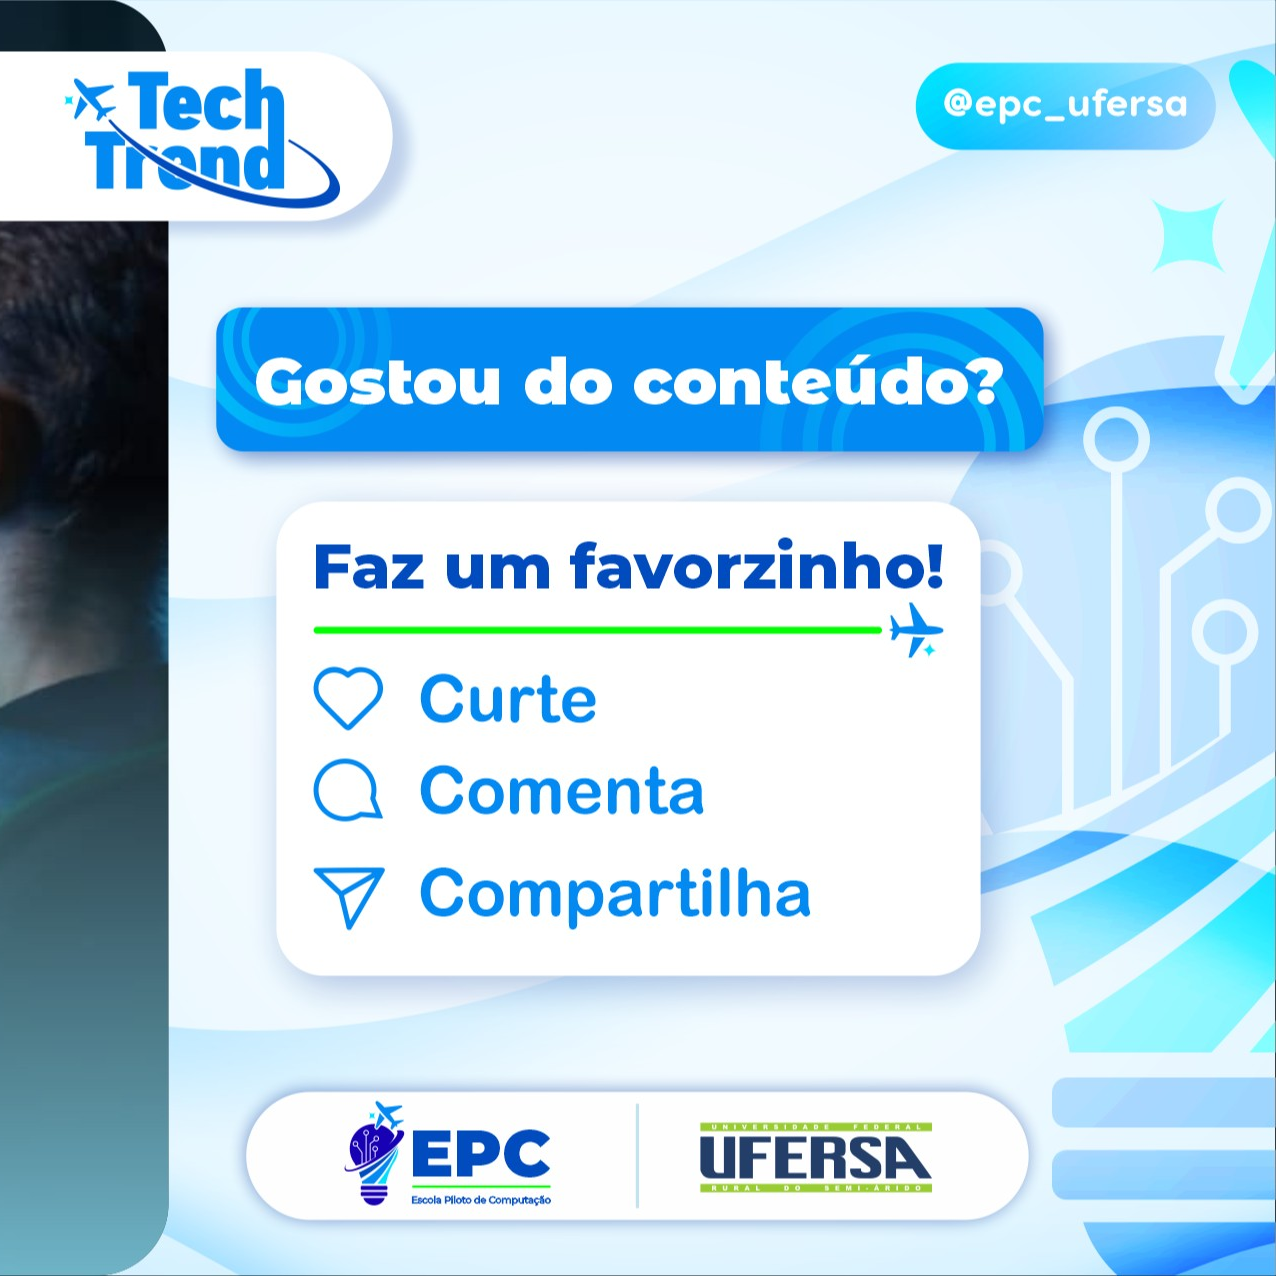 Tech
Trend
@epc_ufersa
Gostou do conteúdo?
Faz um favorzinho!
Curte
Comenta
Compartilha
EPC
Escola Piloto de Computação
UNIVERSIDADE FEDERAL
UFERSA
RURAL DO SEMI-ÁRIDO